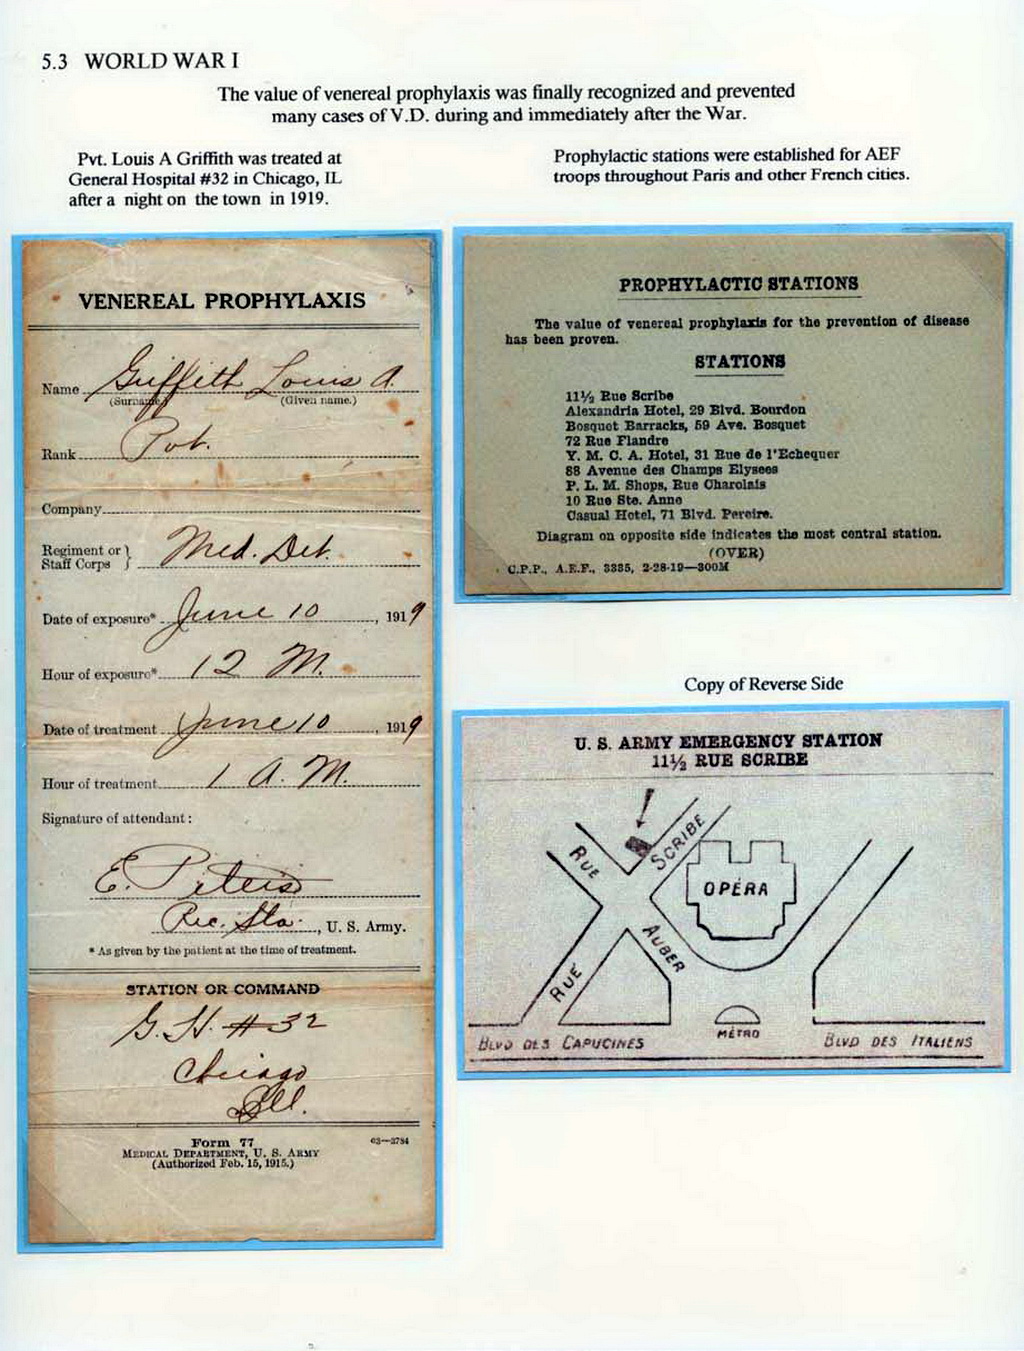 5.3 WORLD WAR I
The value of venereal prophylaxis was finally recognized and prevented
many cases of V.D. during and immediately after the War.
Pvt. Louis A Griffith was treated at
General Hospital #32 in Chicago, IL
after a night on the town in 1919.
Prophylactic stations were established for AEF
troops throughout Paris and other French cities.
VENEREAL PROPHYLAXIS
Name Griffith Louis A.
(Surname.) (Given name.)
Rank Pvt.
Company
Regiment or
Staff Corps } Med. Det.
Date of exposure* June 10, 1919
Hour of exposure* 12 M.
Date of treatment June 10, 1919
Hour of treatment 1 A. M.
Signature of attendant:
E.
Rec. Sta., U. S. Army.
* As given by the patient at the time of treatment.
STATION OR COMMAND
G. H. #32
Chicago
Ill.
Form 77
MEDICAL DEPARTMENT, U. S. ARMY
(Authorized Feb. 15, 1915.)
03—3784
PROPHYLACTIC STATIONS
The value of venereal prophylaxis for the prevention of disease
has been proven.
STATIONS
11½ Rue Scribe
Alexandria Hotel, 29 Blvd. Bourdon
Bosquet Barracks, 59 Ave. Bosquet
72 Rue Flandre
Y. M. C. A. Hotel, 31 Rue de l'Echequer
88 Avenue des Champs Elysees
P. L. M. Shops, Rue Charolais
10 Rue Ste. Anne
Casual Hotel, 71 Blvd. Pereire.
Diagram on opposite side indicates the most central station.
(OVER)
C.P.P., A.E.F., 3335, 2-28-19—300M
Copy of Reverse Side
U. S. ARMY EMERGENCY STATION
11½ RUE SCRIBE
RUE SCRIBE
OPÉRA
RUE AUBER
MÉTRO
BLVD DES CAPUCINES
BLVD DES ITALIENS